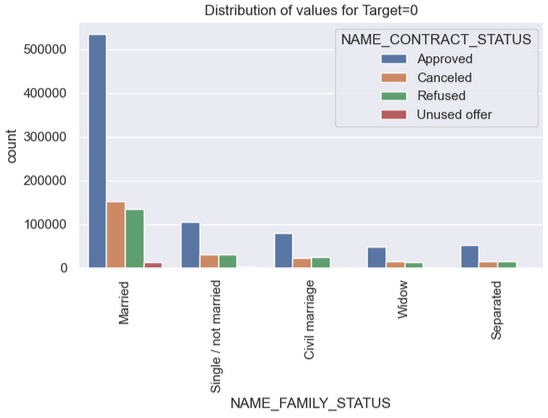 Distribution of values for Target=0
NAME_CONTRACT_STATUS
Approved
Canceled
Refused
Unused offer
count
500000
400000
300000
200000
100000
0
Married
Single / not married
Civil marriage
Widow
Separated
NAME_FAMILY_STATUS